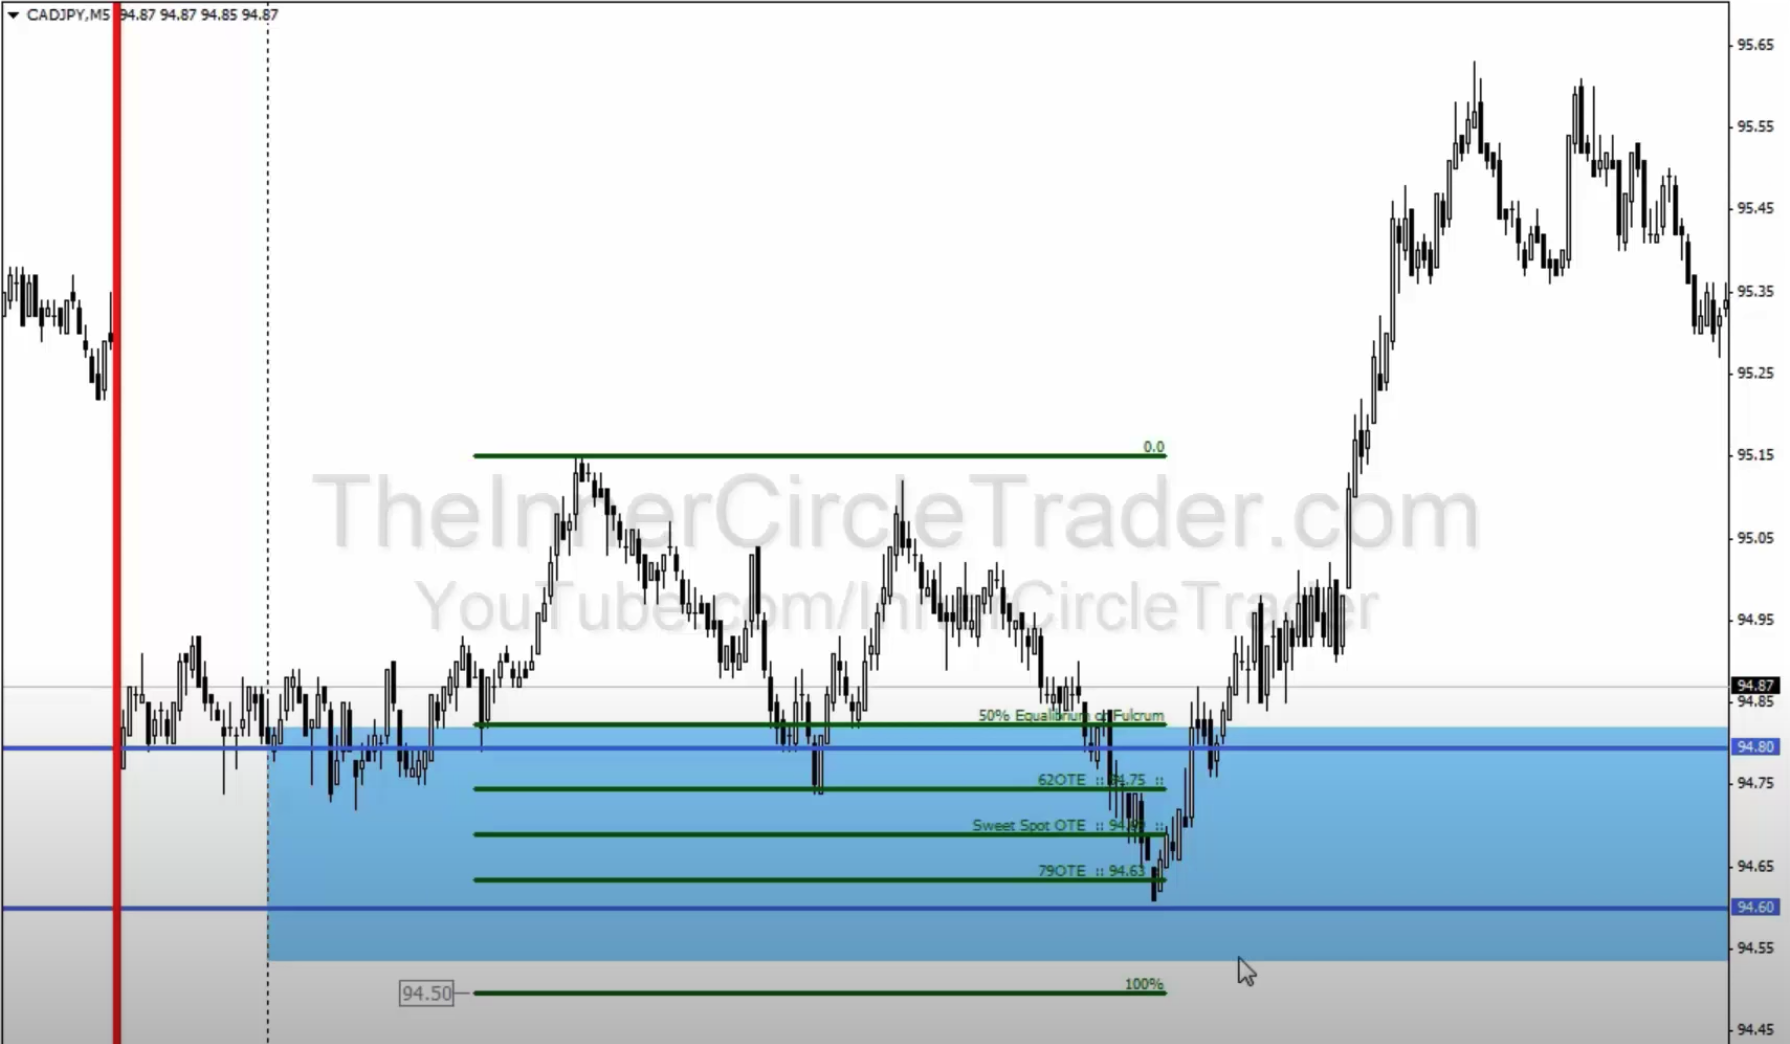 CADJPY,M5 94.87 94.87 94.85 94.87
95.65
95.55
95.45
95.35
95.25
0.0
95.15
TheInnerCircleTrader.com
95.05
YouTube.com/InnerCircleTrader
94.95
94.87
94.85
50% Equalibrium or Fulcrum
94.80
62OTE :: 94.75 ::
94.75
Sweet Spot OTE ::
79OTE :: 94.63
94.65
94.60
94.55
100%
94.50
94.45